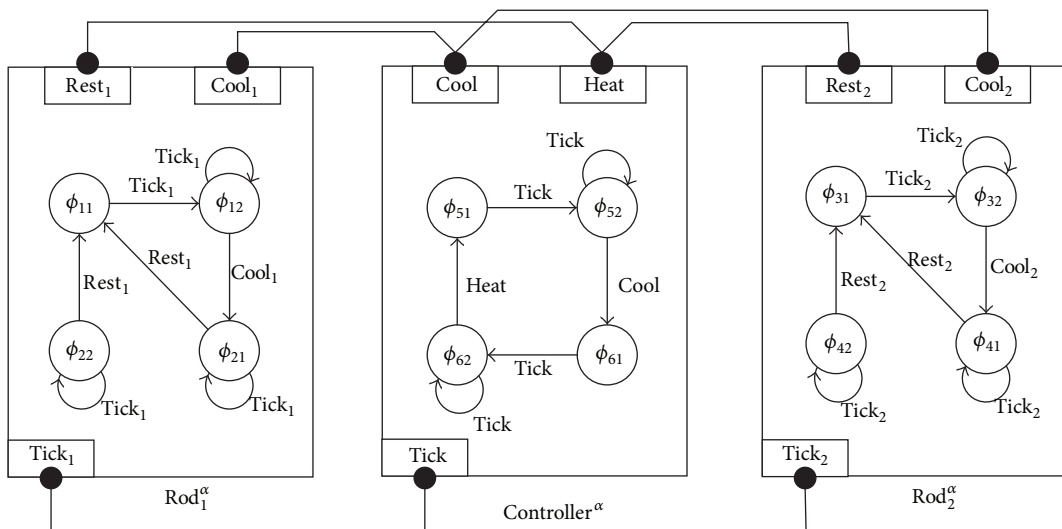 Rest₁ Cool₁ Cool Heat Rest₂ Cool₂
Tick₁ Tick Tick₂
Tick₁ Tick Tick₂
ϕ₁₁ ϕ₁₂ ϕ₅₁ ϕ₅₂ ϕ₃₁ ϕ₃₂
Rest₁ Rest₂
Rest₁ Cool₁ Heat Cool Rest₂ Cool₂
ϕ₂₂ ϕ₂₁ ϕ₆₂ ϕ₆₁ ϕ₄₂ ϕ₄₁
Tick
Tick₁ Tick₁ Tick Tick₂ Tick₂
Tick₁ Tick Tick₂
Rod₁^α Controller^α Rod₂^α